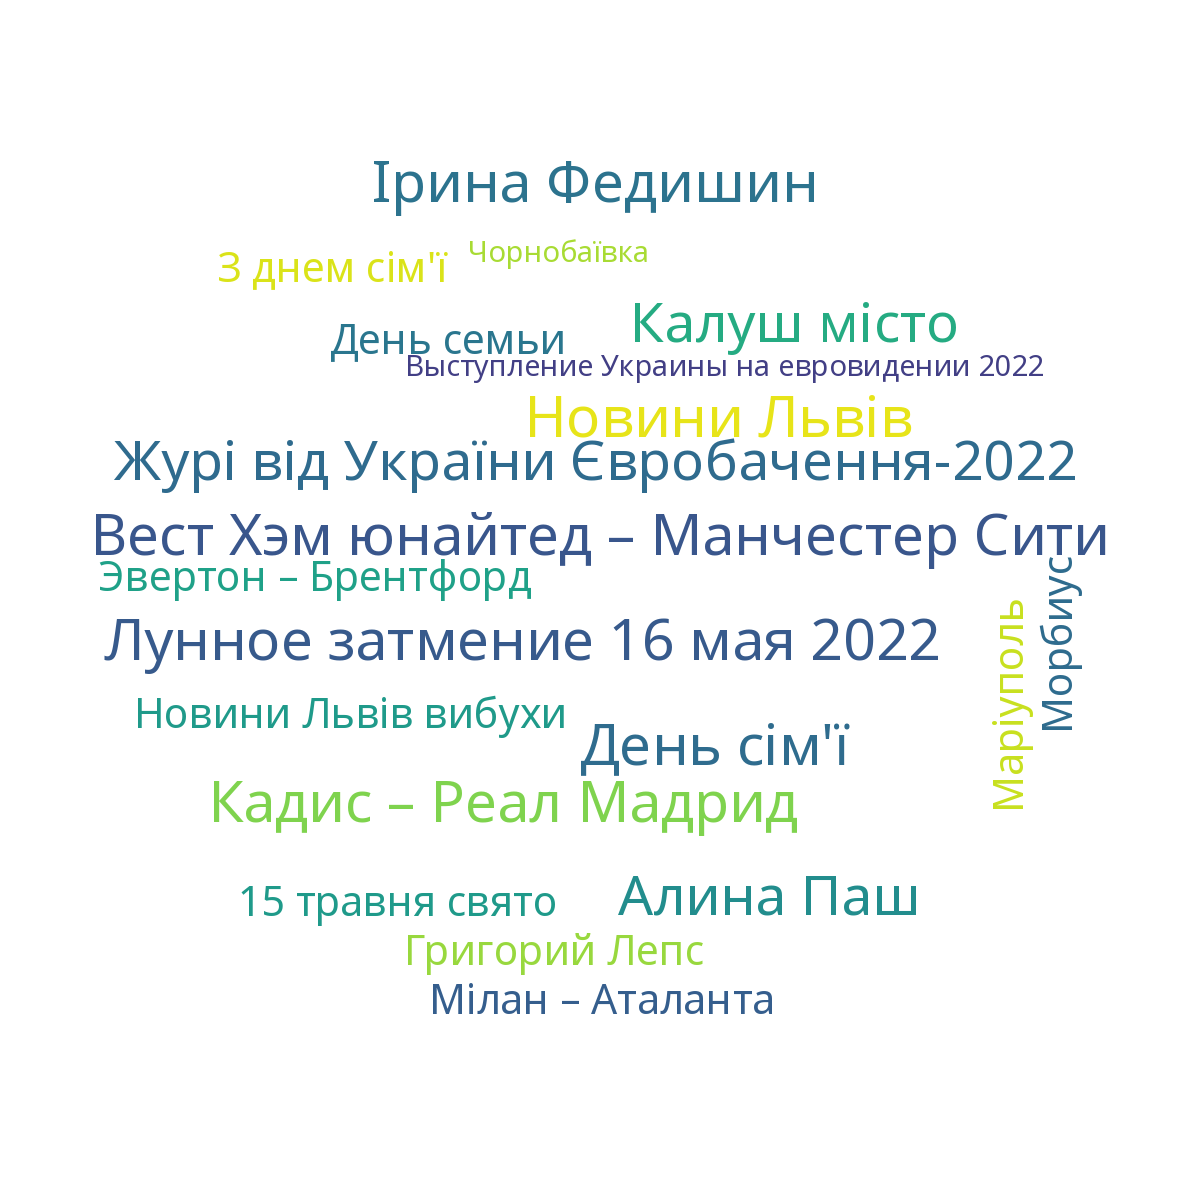 Ірина Федишин
З днем сім'ї
Чорнобаївка
Калуш місто
День семьи
Выступление Украины на евровидении 2022
Новини Львів
Журі від України Євробачення-2022
Вест Хэм юнайтед – Манчестер Сити
Эвертон – Брентфорд
Лунное затмение 16 мая 2022
Маріуполь
Морбиус
Новини Львів вибухи
День сім'ї
Кадис – Реал Мадрид
15 травня свято
Алина Паш
Григорий Лепс
Мілан – Аталанта